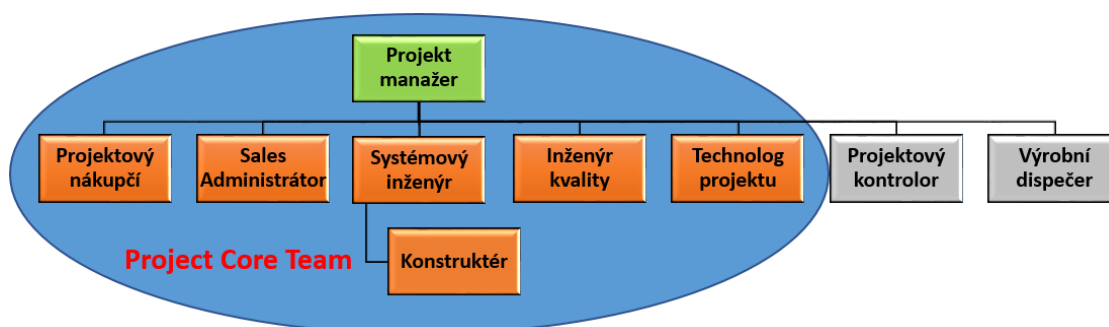 Projekt
manažer
Projektový
nákupčí
Sales
Administrátor
Systémový
inženýr
Inženýr
kvality
Technolog
projektu
Projektový
kontrolor
Výrobní
dispečer
Project Core Team
Konstruktér